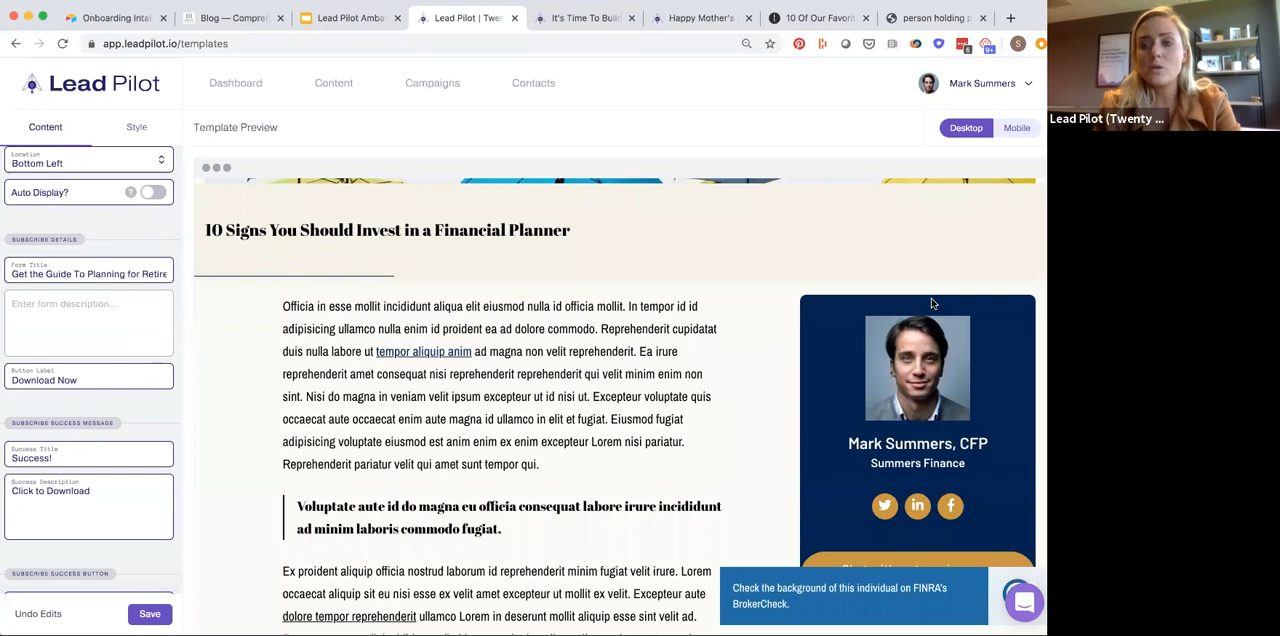 Onboarding Intak
Blog — Compreh
Lead Pilot Amba
Lead Pilot | Twen
It's Time To Build
Happy Mother's
10 Of Our Favori
person holding p
app.leadpilot.io/templates
6
9+
S
Lead Pilot
Dashboard
Content
Campaigns
Contacts
Mark Summers
Content
Style
Template Preview
Desktop
Mobile
Location
Bottom Left
Auto Display?
?
SUBSCRIBE DETAILS
Form Title
Get the Guide To Planning for Retire
Enter form description...
Button Label
Download Now
SUBSCRIBE SUCCESS MESSAGE
Success Title
Success!
Success Description
Click to Download
SUBSCRIBE SUCCESS BUTTON
Undo Edits
Save
10 Signs You Should Invest in a Financial Planner
Officia in esse mollit incididunt aliqua elit eiusmod nulla id officia mollit. In tempor id id
adipisicing ullamco nulla enim id proident ea ad dolore commodo. Reprehenderit cupidatat
duis nulla labore ut tempor aliquip anim ad magna non velit reprehenderit. Ea irure
reprehenderit amet consequat nisi reprehenderit reprehenderit qui velit minim enim non
sint. Nisi do magna in veniam velit ipsum excepteur ut id nisi ut. Excepteur voluptate quis
occaecat aute occaecat enim aute magna id ullamco in elit et fugiat. Eiusmod fugiat
adipisicing voluptate eiusmod est anim enim ex enim excepteur Lorem nisi pariatur.
Reprehenderit pariatur velit qui amet sunt tempor qui.
Voluptate aute id do magna eu officia consequat labore irure incididunt
ad minim laboris commodo fugiat.
Ex proident aliquip officia nostrud laborum id reprehenderit minim fugiat velit irure. Lorem
occaecat aliquip sit eu nisi esse ex velit amet excepteur ut dolor ex velit. Excepteur aute
dolore tempor reprehenderit ullamco Lorem in deserunt mollit velit sint velit ad.
Mark Summers, CFP
Summers Finance
Check the background of this individual on FINRA's
BrokerCheck.
Lead Pilot (Twenty ...